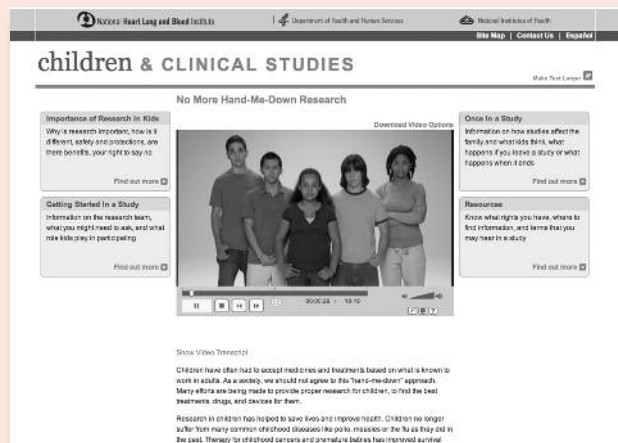 National Heart Lung and Blood Institute
Department of Health and Human Services
National Institutes of Health
Site Map | Contact Us | Español
children & CLINICAL STUDIES
Make Text Larger
No More Hand-Me-Down Research
Download Video Options
Importance of Research in Kids
Why is research important, how is it
different, safety and protections, are
there benefits, your right to say no
Find out more
Getting Started in a Study
Information on the research team,
what you might need to ask, and what
role kids play in participating
Find out more
Once In a Study
Information on how studies affect the
family and what kids think, what
happens if you leave a study or what
happens when it ends
Find out more
Resources
Know what rights you have, where to
find information, and terms that you
may hear in a study
Find out more
Show Video Transcript
Children have often had to accept medicines and treatments based on what is known to
work in adults. As a society, we should not agree to this "hand-me-down" approach.
Many efforts are being made to provide proper research for children, to find the best
treatments, drugs, and devices for them.
Research in children has helped to save lives and improve health. Children no longer
suffer from many common childhood diseases like polio, measles or the flu as they did in
the past. Therapy for childhood cancers and premature babies has improved survival